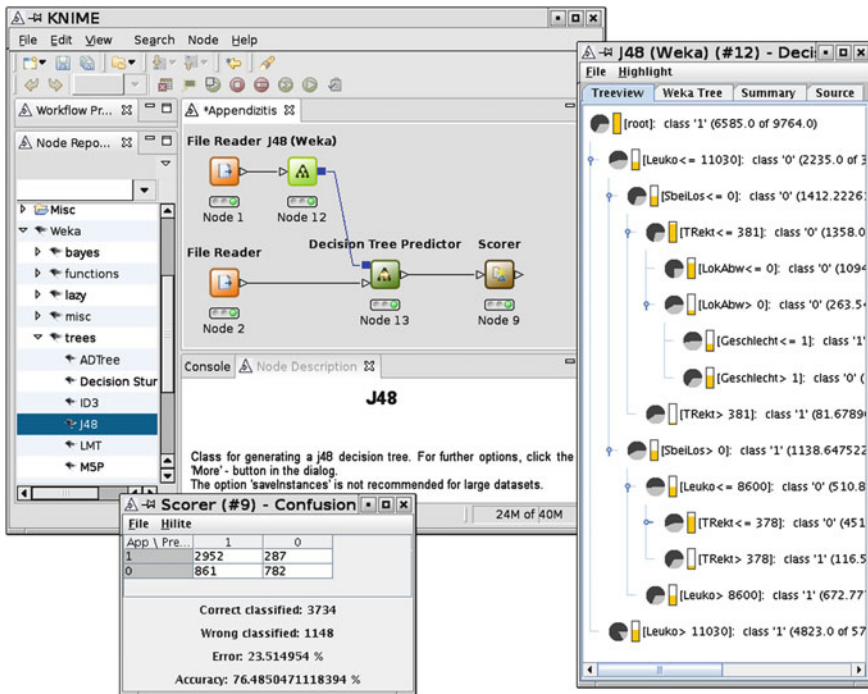 KNIME
File Edit View Search Node Help
Workflow Pr...
Node Repo...
Misc
Weka
bayes
functions
lazy
misc
trees
ADTree
Decision Stur
ID3
J48
LMT
M5P
*Appendizitis
File Reader J48 (Weka)
Node 1 Node 12
File Reader
Decision Tree Predictor Scorer
Node 2 Node 13 Node 9
Console Node Description
J48
Class for generating a j48 decision tree. For further options, click the
'More' - button in the dialog.
The option 'saveInstances' is not recommended for large datasets.
24M of 40M
Scorer (#9) - Confusion
File Hilite
App \ Pre... 1 0
1 2952 287
0 861 782
Correct classified: 3734
Wrong classified: 1148
Error: 23.514954 %
Accuracy: 76.4850471118394 %
J48 (Weka) (#12) - Deci
File Highlight
Treeview Weka Tree Summary Source
[root]: class '1' (6585.0 of 9764.0)
[Leuko<= 11030]: class '0' (2235.0 of 3
[SbeiLos<= 0]: class '0' (1412.2226
[TRekt<= 381]: class '0' (1358.0
[LokAbw<= 0]: class '0' (1094
[LokAbw> 0]: class '0' (263.54
[Geschlecht<= 1]: class '1'
[Geschlecht> 1]: class '0' (
[TRekt> 381]: class '1' (81.6789
[SbeiLos> 0]: class '1' (1138.647522
[Leuko<= 8600]: class '0' (510.8
[TRekt<= 378]: class '0' (451
[TRekt> 378]: class '1' (116.5
[Leuko> 8600]: class '1' (672.77
[Leuko> 11030]: class '1' (4823.0 of 57